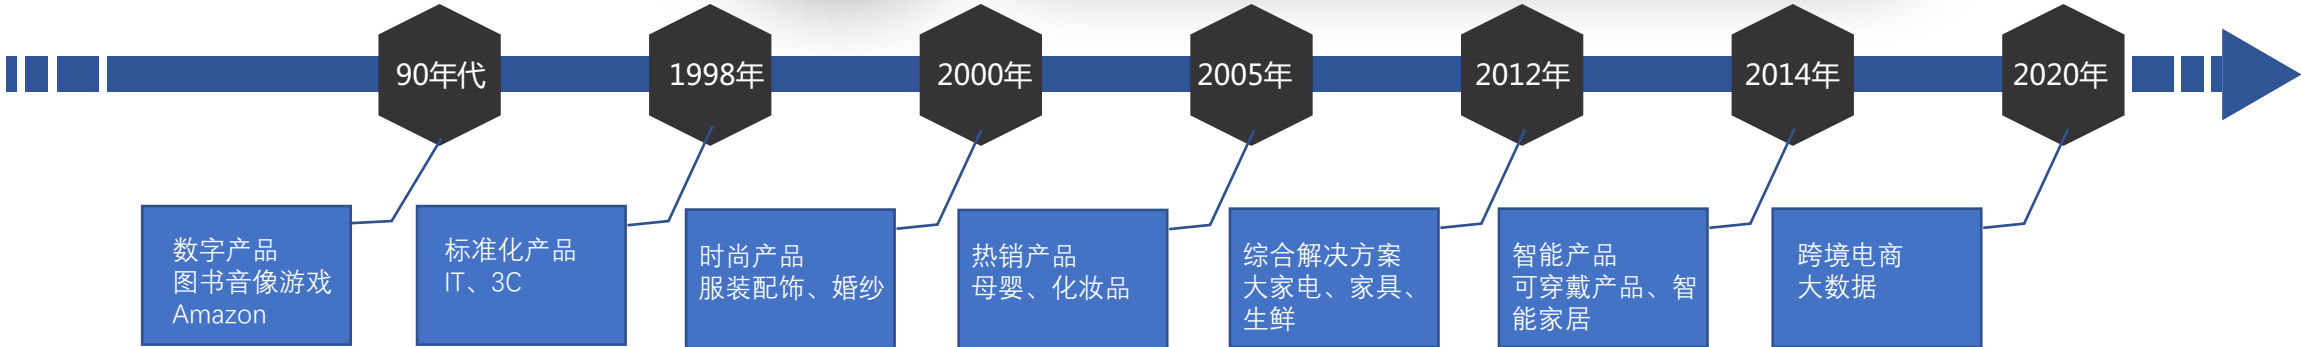 90年代
1998年
2000年
2005年
2012年
2014年
2020年
数字产品
图书音像游戏
Amazon
标准化产品
IT、3C
时尚产品
服装配饰、婚纱
热销产品
母婴、化妆品
综合解决方案
大家电、家具、
生鲜
智能产品
可穿戴产品、智
能家居
跨境电商
大数据